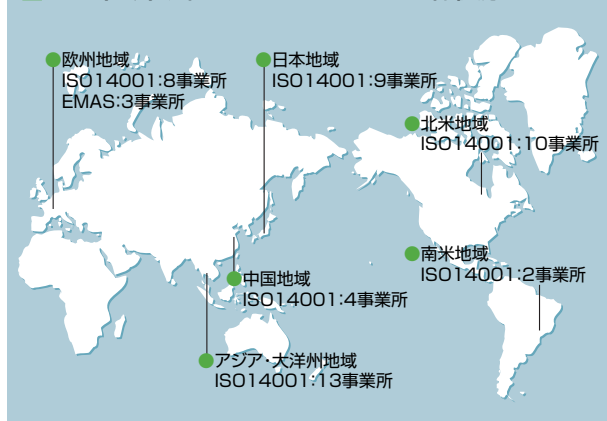 欧州地域
ISO14001:8事業所
EMAS:3事業所
日本地域
ISO14001:9事業所
北米地域
ISO14001:10事業所
南米地域
ISO14001:2事業所
中国地域
ISO14001:4事業所
アジア・大洋州地域
ISO14001:13事業所